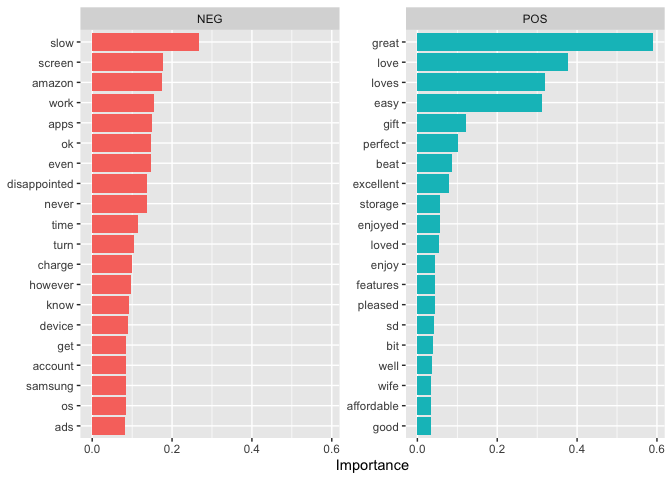 NEG
slow
screen
amazon
work
apps
ok
even
disappointed
never
time
turn
charge
however
know
device
get
account
samsung
os
ads
0.0 0.2 0.4 0.6
POS
great
love
loves
easy
gift
perfect
beat
excellent
storage
enjoyed
loved
enjoy
features
pleased
sd
bit
well
wife
affordable
good
0.0 0.2 0.4 0.6
Importance